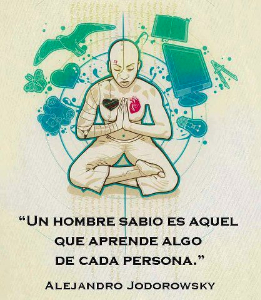 “UN HOMBRE SABIO ES AQUEL
QUE APRENDE ALGO
DE CADA PERSONA.”
ALEJANDRO JODOROWSKY